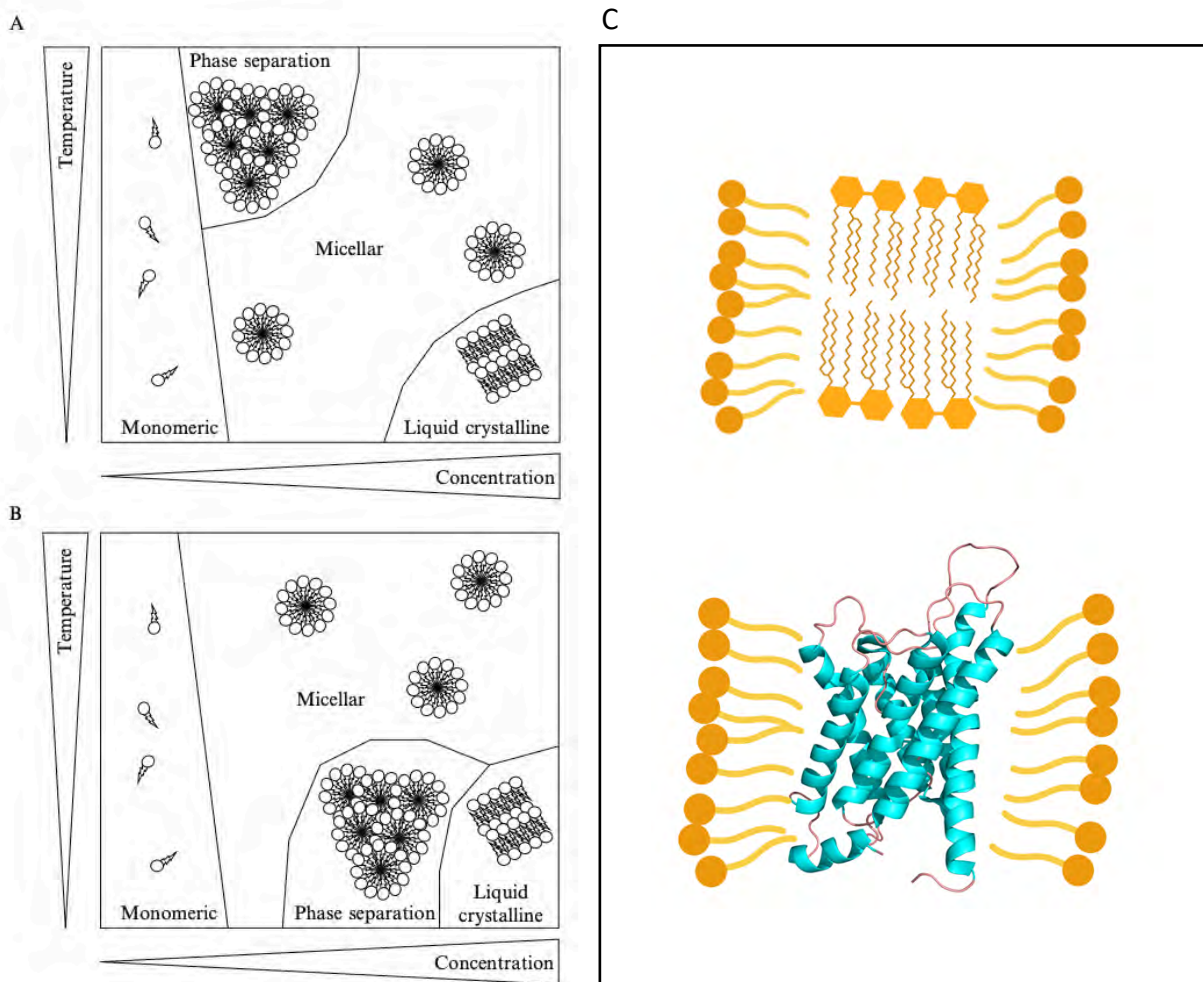 A
Temperature
Phase separation
Micellar
Monomeric
Liquid crystalline
Concentration
B
Temperature
Micellar
Monomeric
Phase separation
Liquid
crystalline
Concentration
C